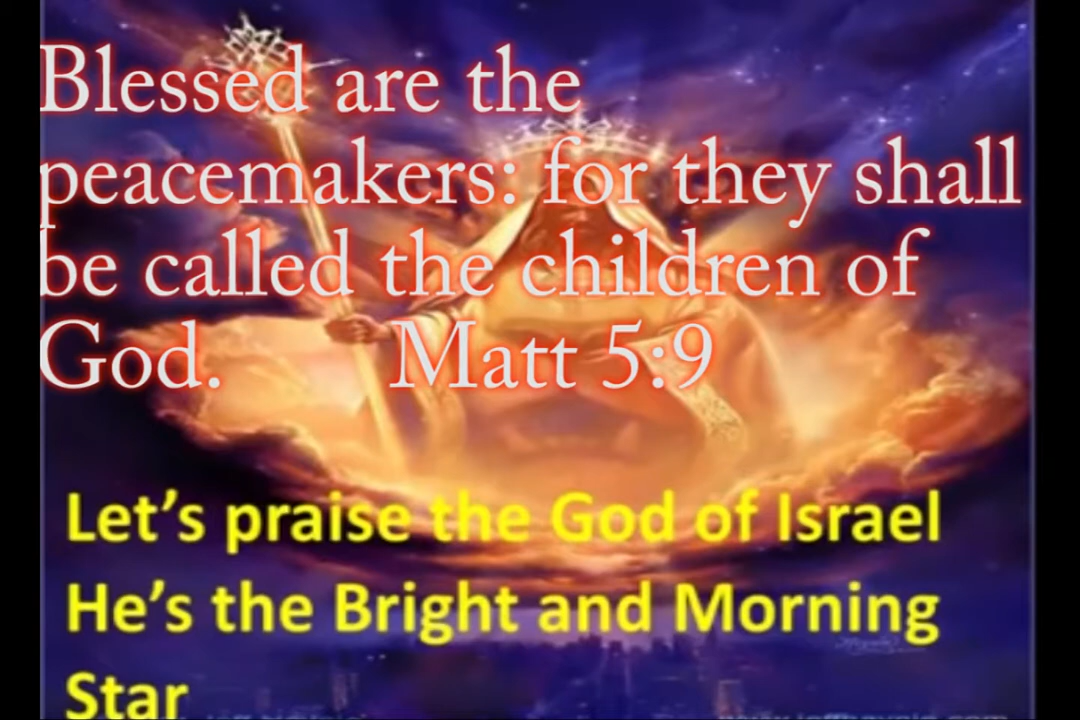 Blessed are the
peacemakers: for they shall
be called the children of
God. Matt 5:9
Let’s praise the God of Israel
He’s the Bright and Morning
Star